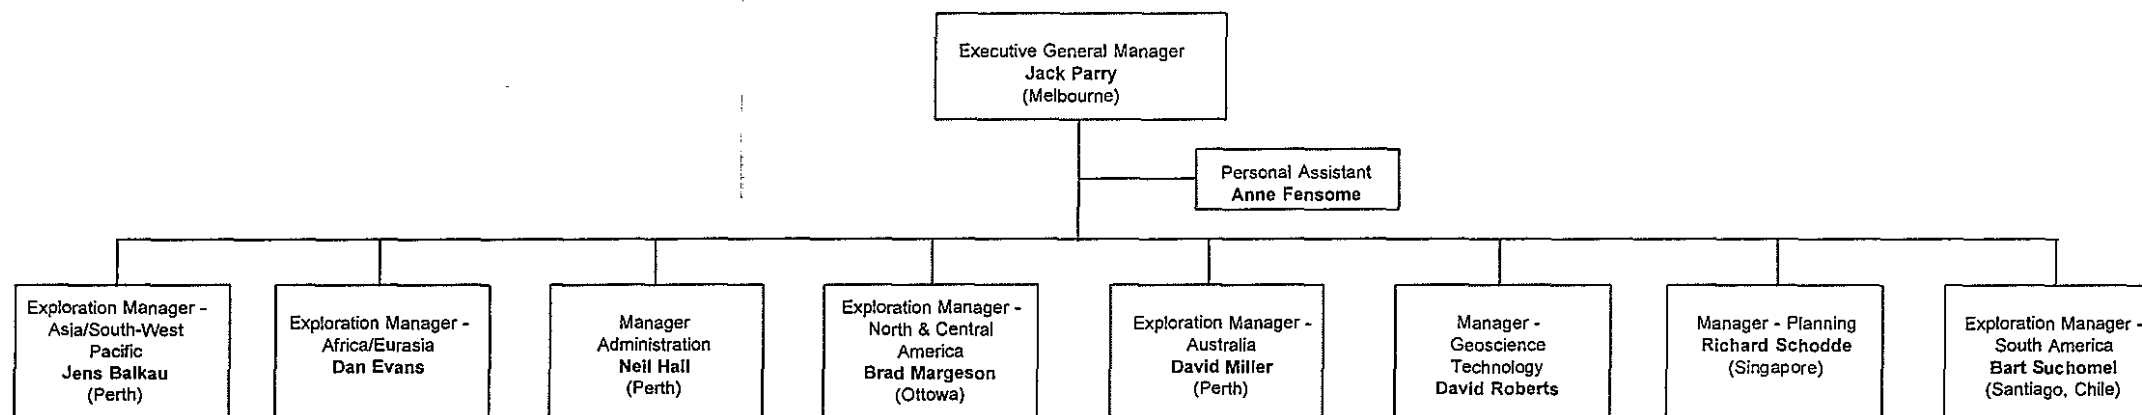 Executive General Manager
Jack Parry
(Melbourne)
Personal Assistant
Anne Fensome
Exploration Manager -
Asia/South-West
Pacific
Jens Balkau
(Perth)
Exploration Manager -
Africa/Eurasia
Dan Evans
Manager
Administration
Neil Hall
(Perth)
Exploration Manager -
North & Central
America
Brad Margeson
(Ottowa)
Exploration Manager -
Australia
David Miller
(Perth)
Manager -
Geoscience
Technology
David Roberts
Manager - Planning
Richard Schodde
(Singapore)
Exploration Manager -
South America
Bart Suchomel
(Santiago, Chile)